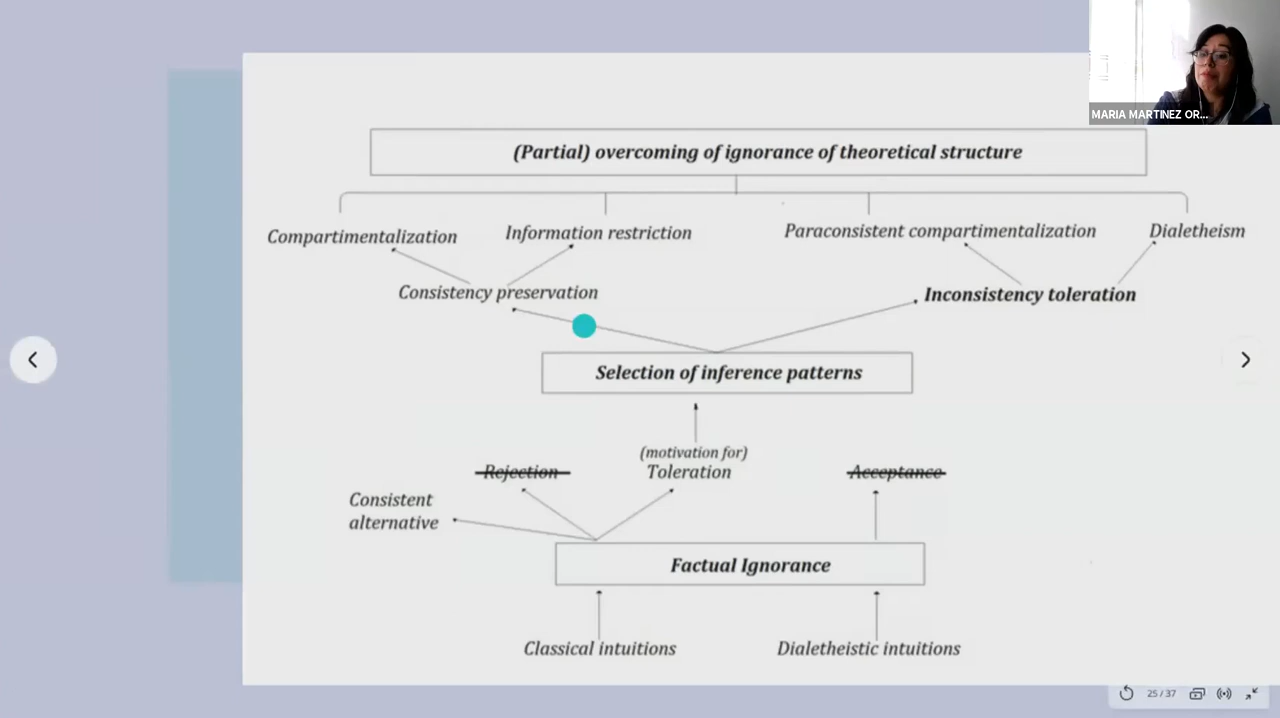 MARIA MARTINEZ OR...
(Partial) overcoming of ignorance of theoretical structure
Compartimentalization
Information restriction
Paraconsistent compartimentalization
Dialetheism
Consistency preservation
Inconsistency toleration
Selection of inference patterns
(motivation for)
Rejection
Toleration
Acceptance
Consistent
alternative
Factual Ignorance
Classical intuitions
Dialetheistic intuitions
25 / 37